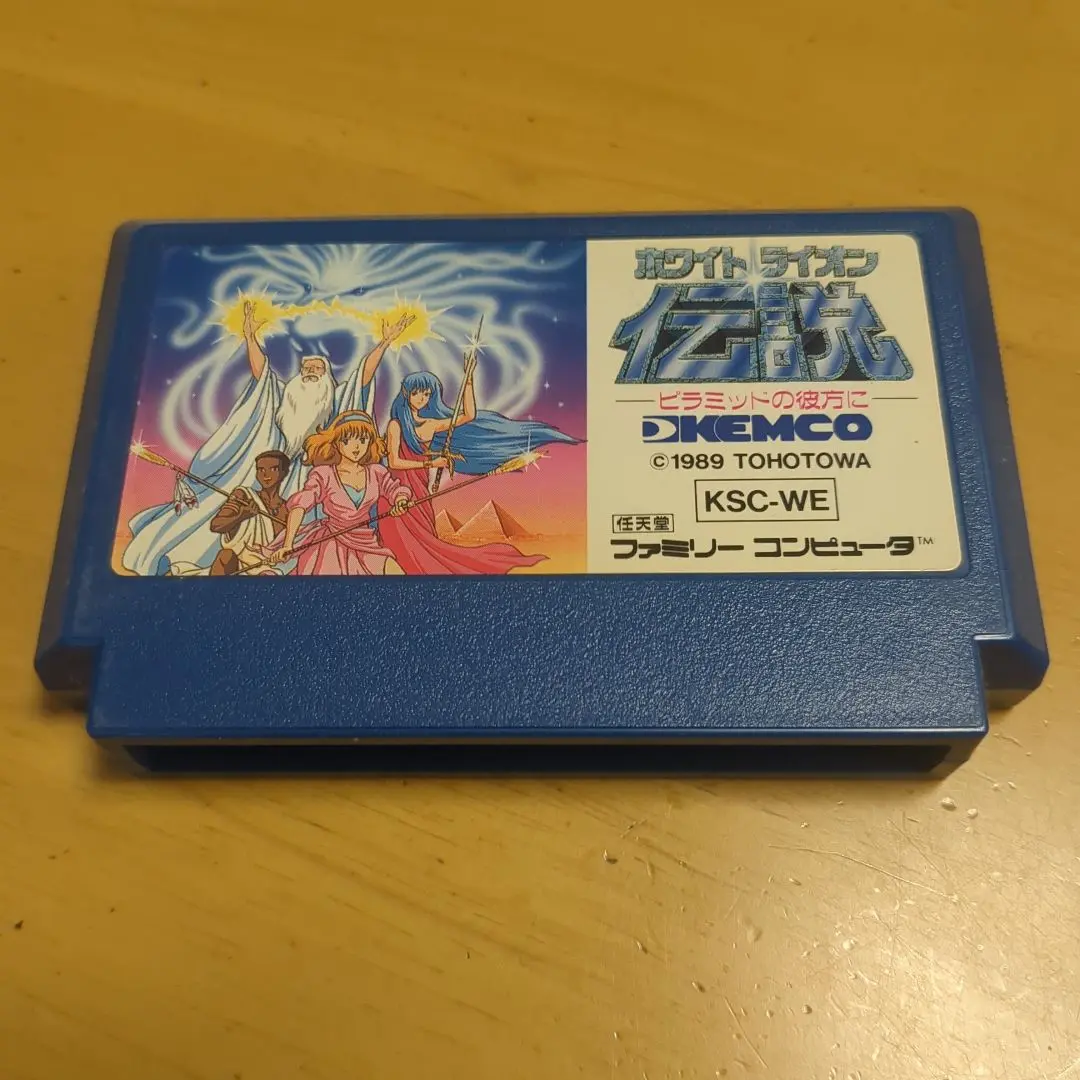 ホワイト ライオン
伝説
ピラミッドの彼方に
KEMCO
© 1989 TOHOTOWA
KSC-WE
任天堂
ファミリー コンピュータ™